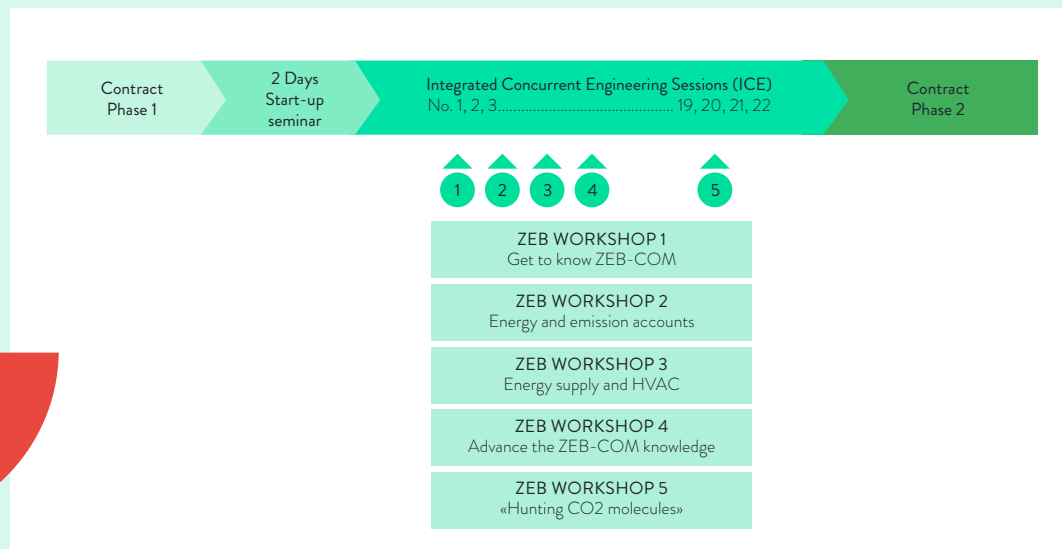 Contract
Phase 1
2 Days
Start-up
seminar
Integrated Concurrent Engineering Sessions (ICE)
No. 1, 2, 3.............................................. 19, 20, 21, 22
Contract
Phase 2
1
2
3
4
5
ZEB WORKSHOP 1
Get to know ZEB-COM
ZEB WORKSHOP 2
Energy and emission accounts
ZEB WORKSHOP 3
Energy supply and HVAC
ZEB WORKSHOP 4
Advance the ZEB-COM knowledge
ZEB WORKSHOP 5
«Hunting CO2 molecules»